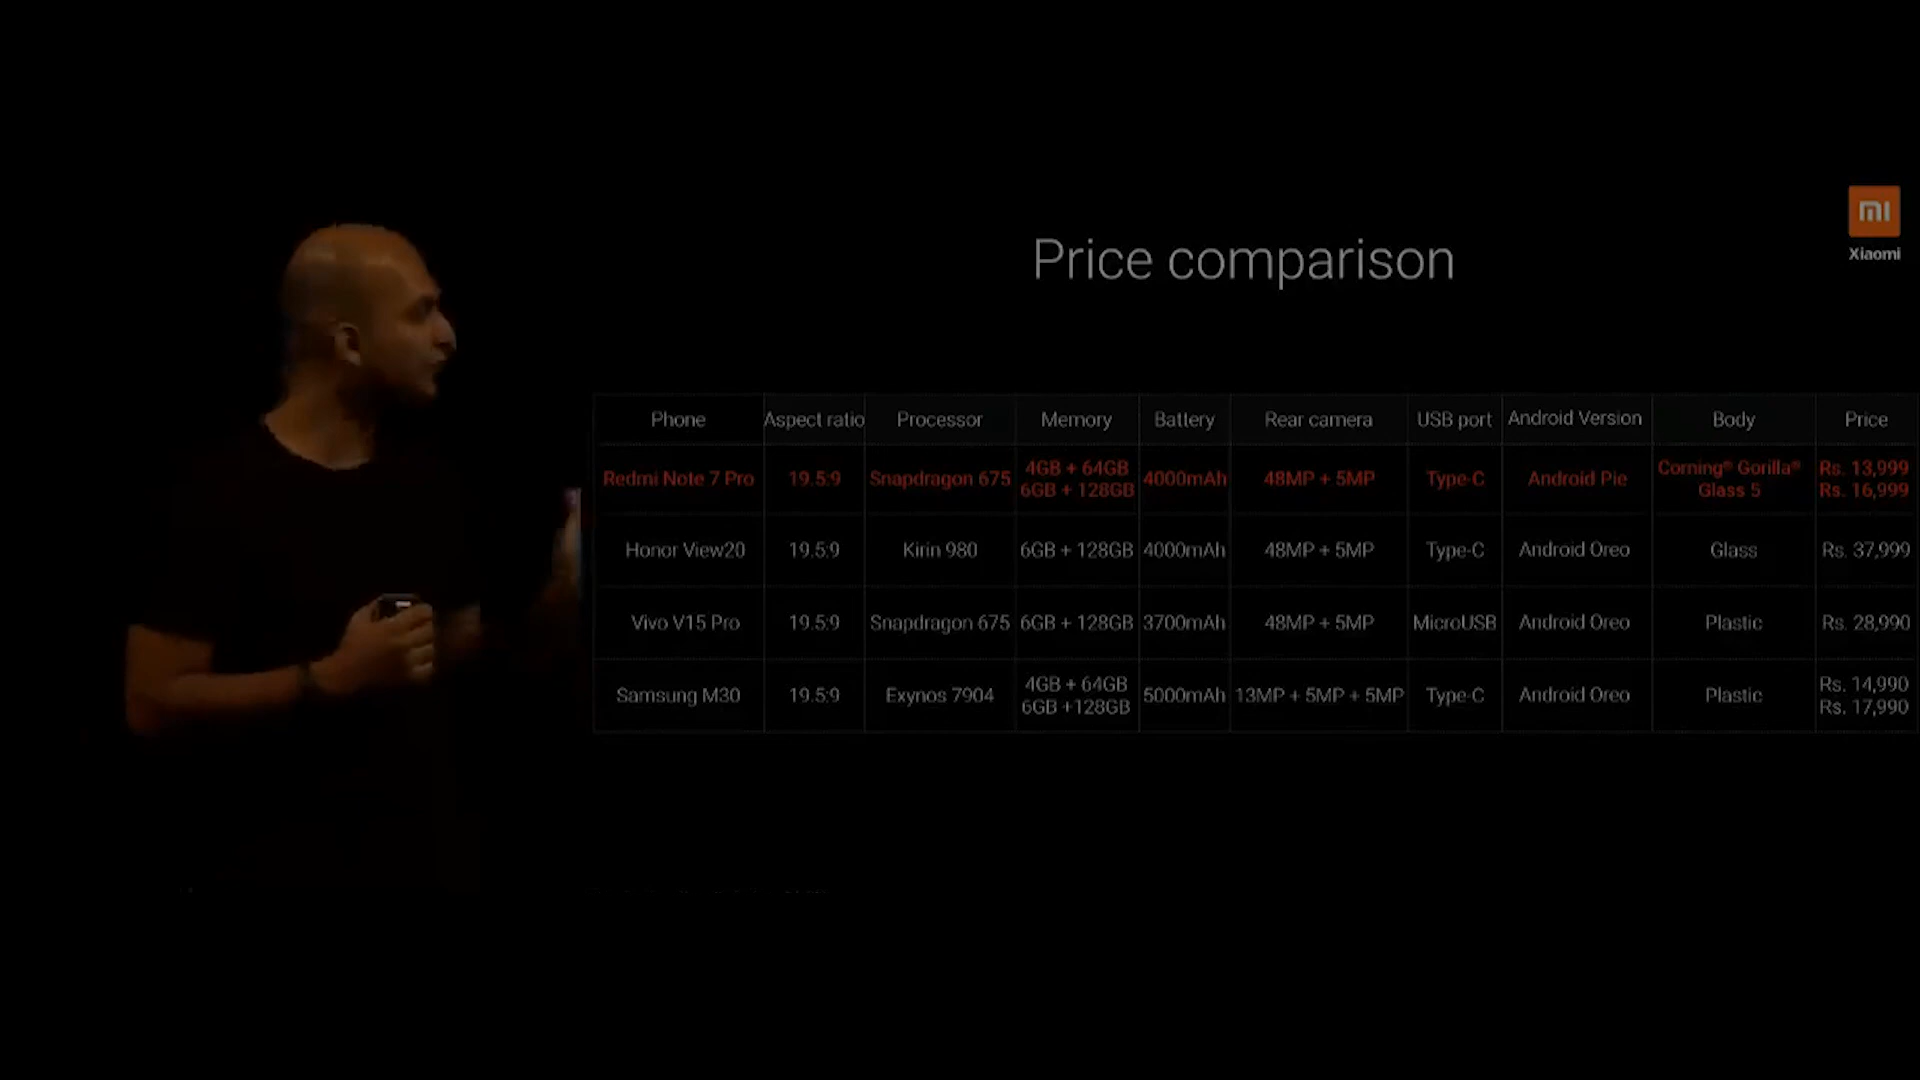 mi
Xiaomi
Price comparison
Phone Aspect ratio Processor Memory Battery Rear camera USB port Android Version Body Price
Redmi Note 7 Pro 19.5:9 Snapdragon 675 4GB + 64GB 4000mAh 48MP + 5MP Type-C Android Pie Corning® Gorilla® Rs. 13,999
6GB + 128GB Glass 5 Rs. 16,999
Honor View20 19.5:9 Kirin 980 6GB + 128GB 4000mAh 48MP + 5MP Type-C Android Oreo Glass Rs. 37,999
Vivo V15 Pro 19.5:9 Snapdragon 675 6GB + 128GB 3700mAh 48MP + 5MP MicroUSB Android Oreo Plastic Rs. 28,990
Samsung M30 19.5:9 Exynos 7904 4GB + 64GB 5000mAh 13MP + 5MP + 5MP Type-C Android Oreo Plastic Rs. 14,990
6GB +128GB Rs. 17,990